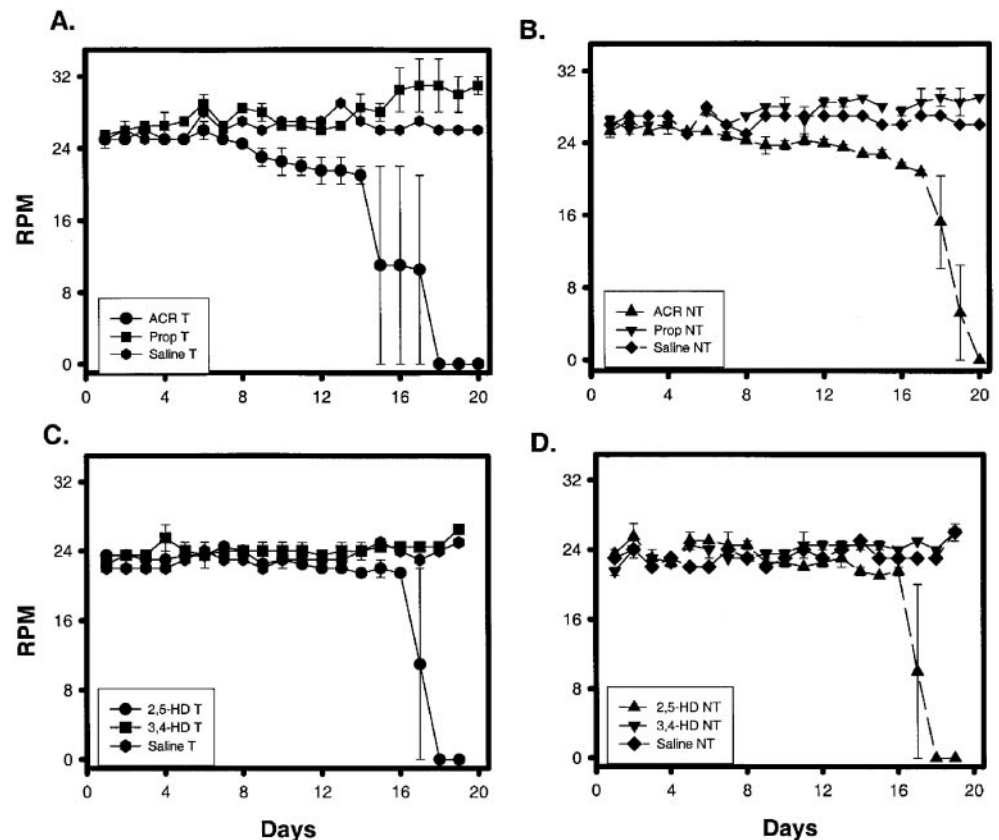 A.
RPM
32
24
16
8
0
ACR T
Prop T
Saline T
0 4 8 12 16 20
B.
32
24
16
8
0
ACR NT
Prop NT
Saline NT
0 4 8 12 16 20
C.
RPM
32
24
16
8
0
2,5-HD T
3,4-HD T
Saline T
0 4 8 12 16 20
Days
D.
32
24
16
8
0
2,5-HD NT
3,4-HD NT
Saline NT
0 4 8 12 16 20
Days